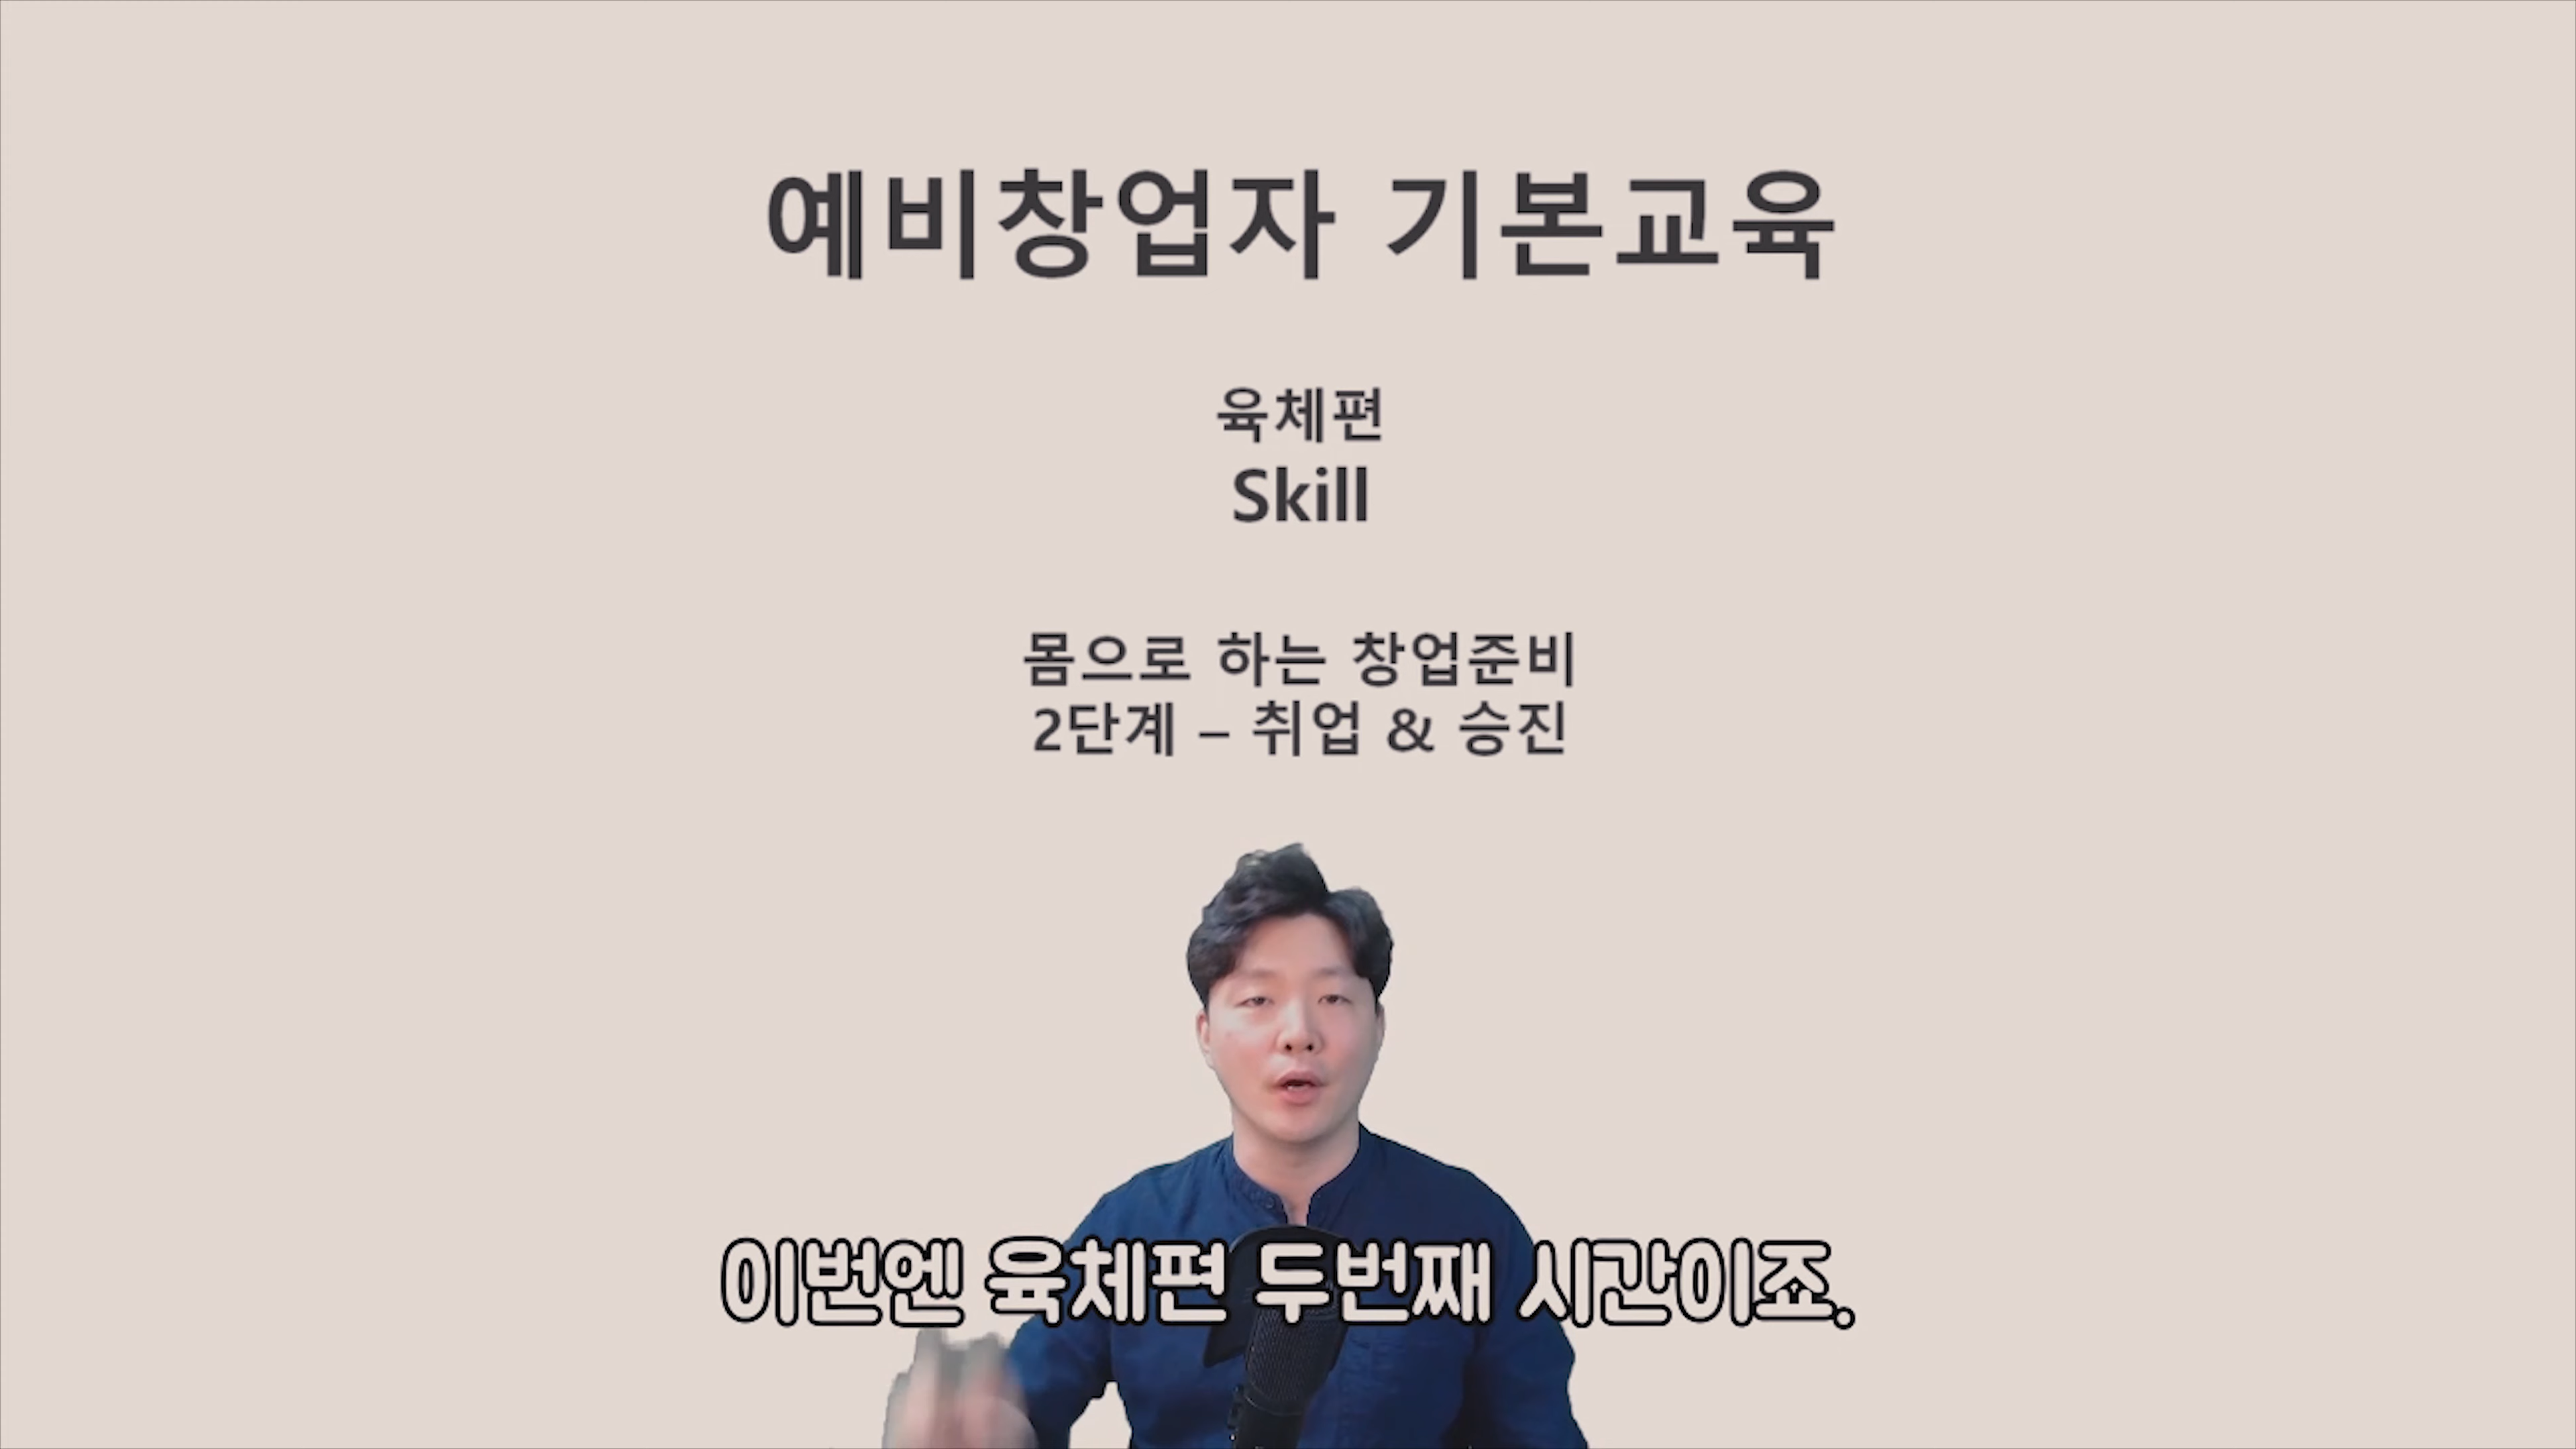 예비창업자 기본교육
육체편
Skill
몸으로 하는 창업준비
2단계 – 취업 & 승진
이번엔 육체편 두번째 시간이죠.